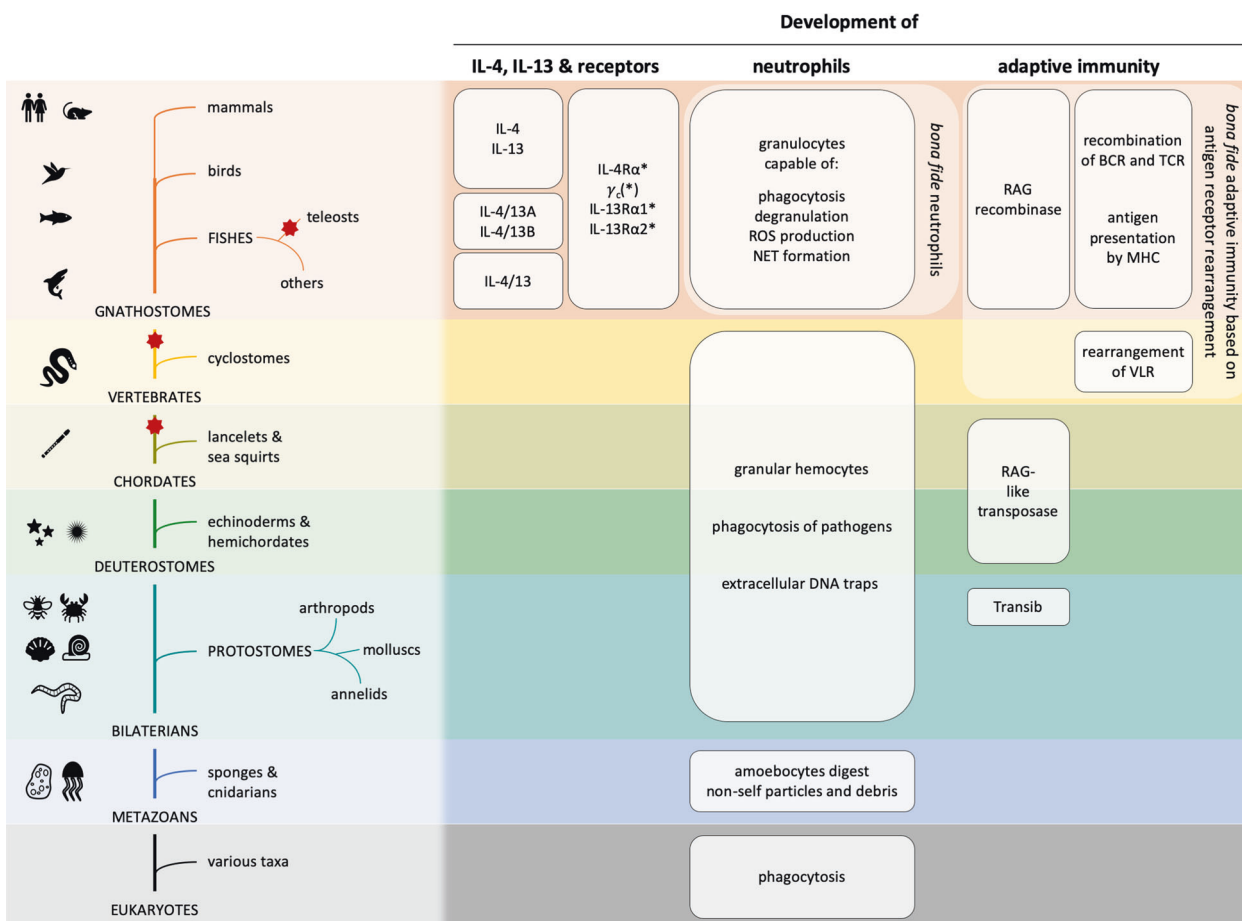 Development of
IL-4, IL-13 & receptors
neutrophils
adaptive immunity
mammals
birds
teleosts
FISHES
others
GNATHOSTOMES
cyclostomes
VERTEBRATES
lancelets &
sea squirts
CHORDATES
echinoderms &
hemichordates
DEUTEROSTOMES
arthropods
PROTOSTOMES
molluscs
annelids
BILATERIANS
sponges &
cnidarians
METAZOANS
various taxa
EUKARYOTES
IL-4
IL-13
IL-4/13A
IL-4/13B
IL-4/13
IL-4Rα*
γc(*)
IL-13Rα1*
IL-13Rα2*
granulocytes
capable of:
phagocytosis
degranulation
ROS production
NET formation
bona fide neutrophils
granular hemocytes
phagocytosis of pathogens
extracellular DNA traps
amoebocytes digest
non-self particles and debris
phagocytosis
RAG
recombinase
recombination
of BCR and TCR
antigen
presentation
by MHC
rearrangement
of VLR
bona fide adaptive immunity based on
antigen receptor rearrangement
RAG-
like
transposase
Transib